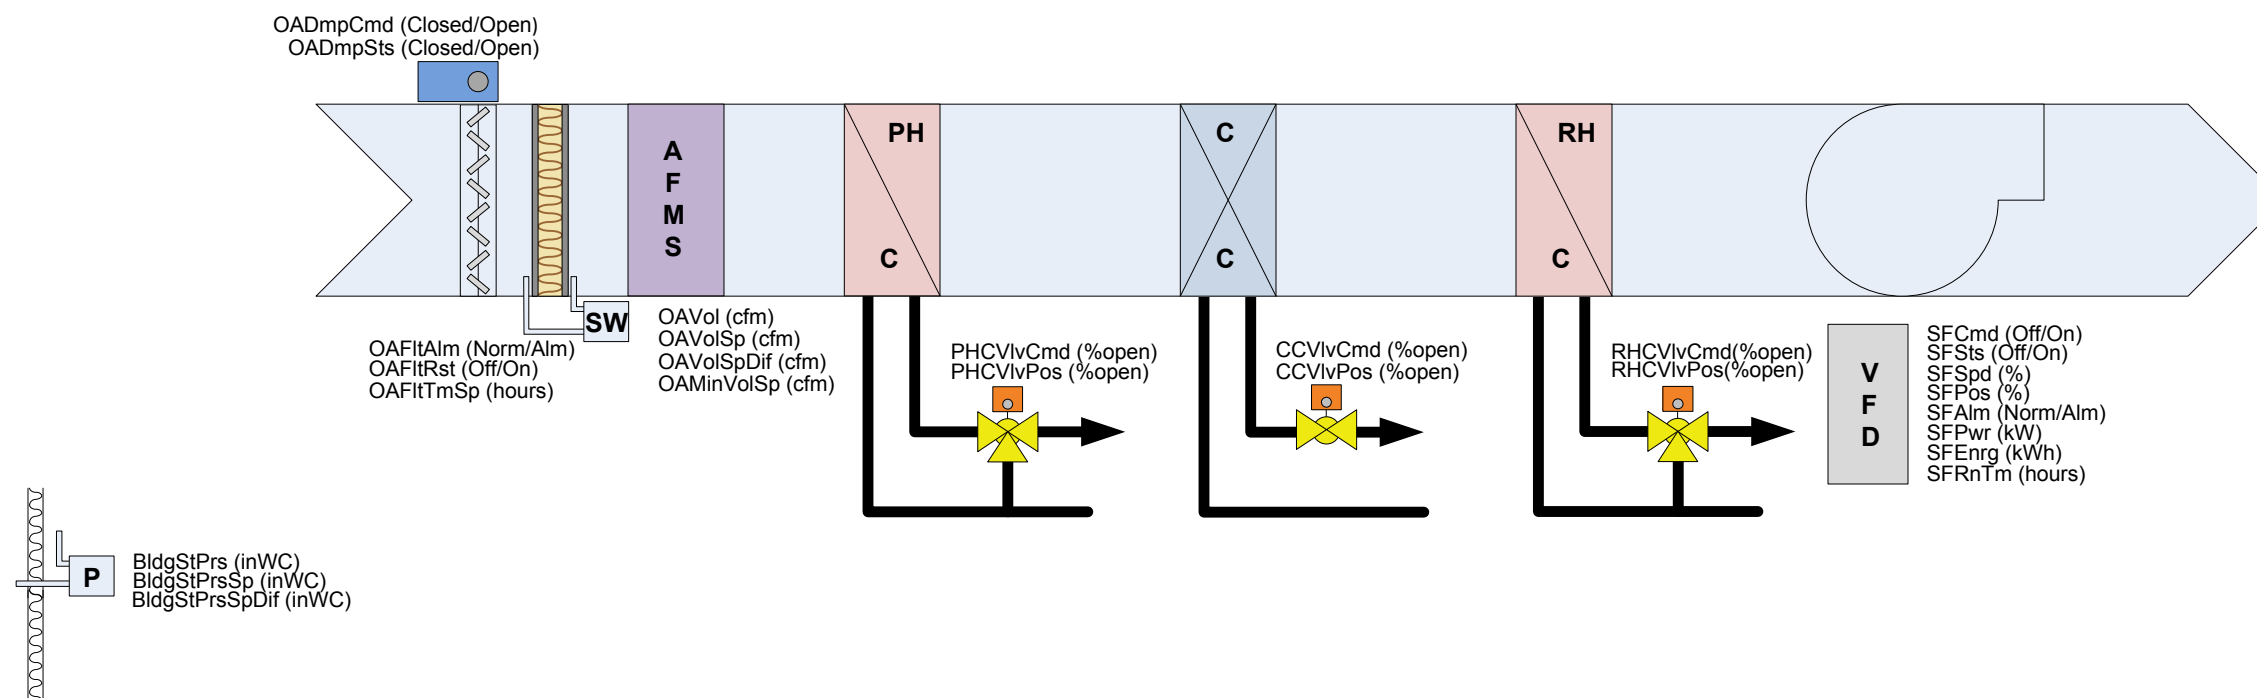 OADmpCmd (Closed/Open)
OADmpSts (Closed/Open)
A
F
M
S
PH
C
C
C
RH
C
SW
OAFltAlm (Norm/Alm)
OAFltRst (Off/On)
OAFltTmSp (hours)
OAVol (cfm)
OAVolSp (cfm)
OAVolSpDif (cfm)
OAMinVolSp (cfm)
PHCVlvCmd (%open)
PHCVlvPos (%open)
CCVlvCmd (%open)
CCVlvPos (%open)
RHCVlvCmd(%open)
RHCVlvPos(%open)
V
F
D
SFCmd (Off/On)
SFSts (Off/On)
SFSpd (%)
SFPos (%)
SFAlm (Norm/Alm)
SFPwr (kW)
SFEnrg (kWh)
SFRnTm (hours)
P
BldgStPrs (inWC)
BldgStPrsSp (inWC)
BldgStPrsSpDif (inWC)